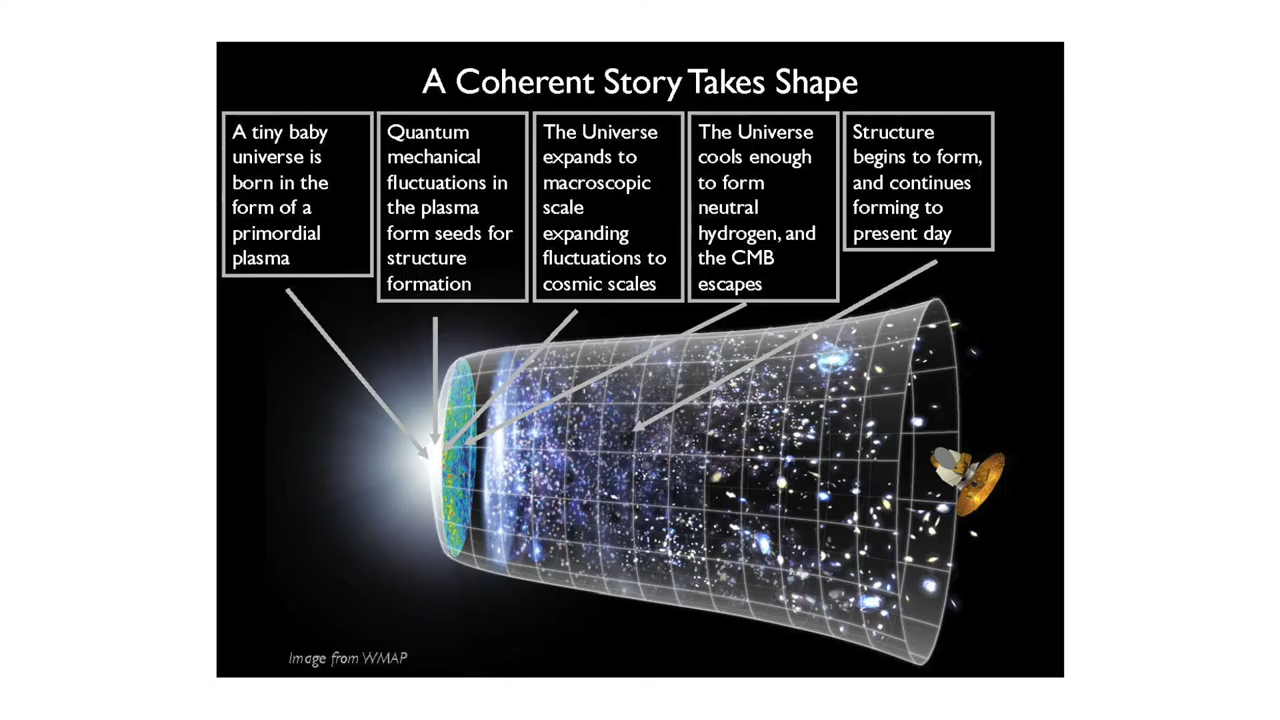 A Coherent Story Takes Shape
A tiny baby
universe is
born in the
form of a
primordial
plasma
Quantum
mechanical
fluctuations in
the plasma
form seeds for
structure
formation
The Universe
expands to
macroscopic
scale
expanding
fluctuations to
cosmic scales
The Universe
cools enough
to form
neutral
hydrogen, and
the CMB
escapes
Structure
begins to form,
and continues
forming to
present day
Image from WMAP